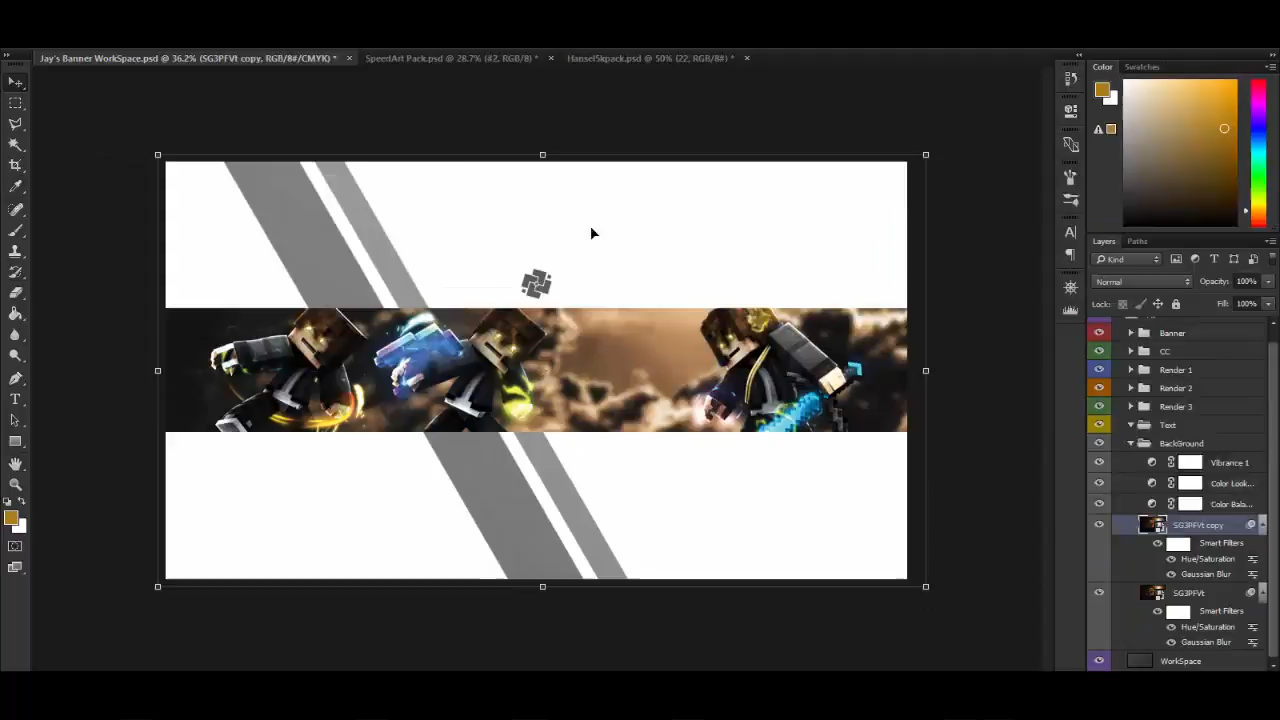 Jay's Banner WorkSpace.psd @ 36.2% (SG3PFVt copy, RGB/8#/CMYK) * ×
SpeedArt Pack.psd @ 28.7% (#2, RGB/8) * ×
Hansel5kpack.psd @ 50% (22, RGB/8#) * ×
Color Swatches
Layers Paths
Kind
Normal Opacity: 100%
Lock: Fill: 100%
Banner
CC
Render 1
Render 2
Render 3
Text
BackGround
Vibrance 1
Color Look...
Color Bala...
SG3PFVt copy
Smart Filters
Hue/Saturation
Gaussian Blur
SG3PFVt
Smart Filters
Hue/Saturation
Gaussian Blur
WorkSpace